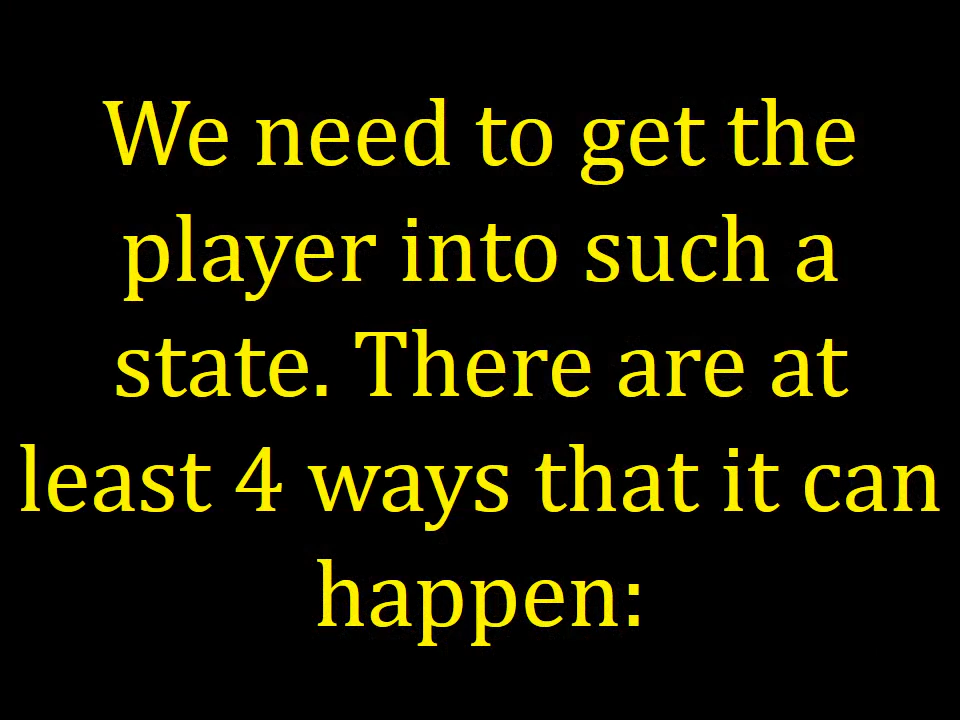 We need to get the
player into such a
state. There are at
least 4 ways that it can
happen: